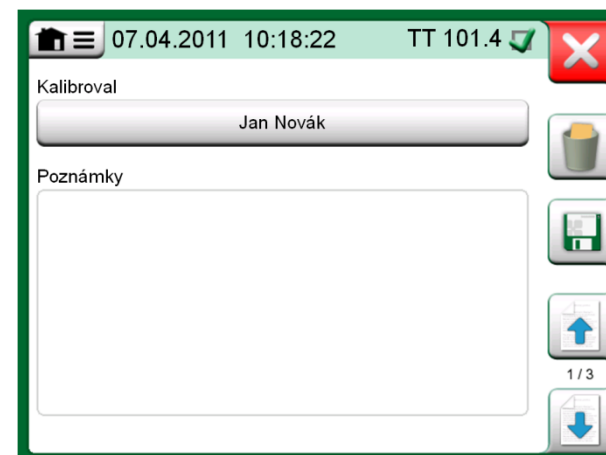 07.04.2011 10:18:22 TT 101.4
Kalibroval
Jan Novák
Poznámky
1 / 3